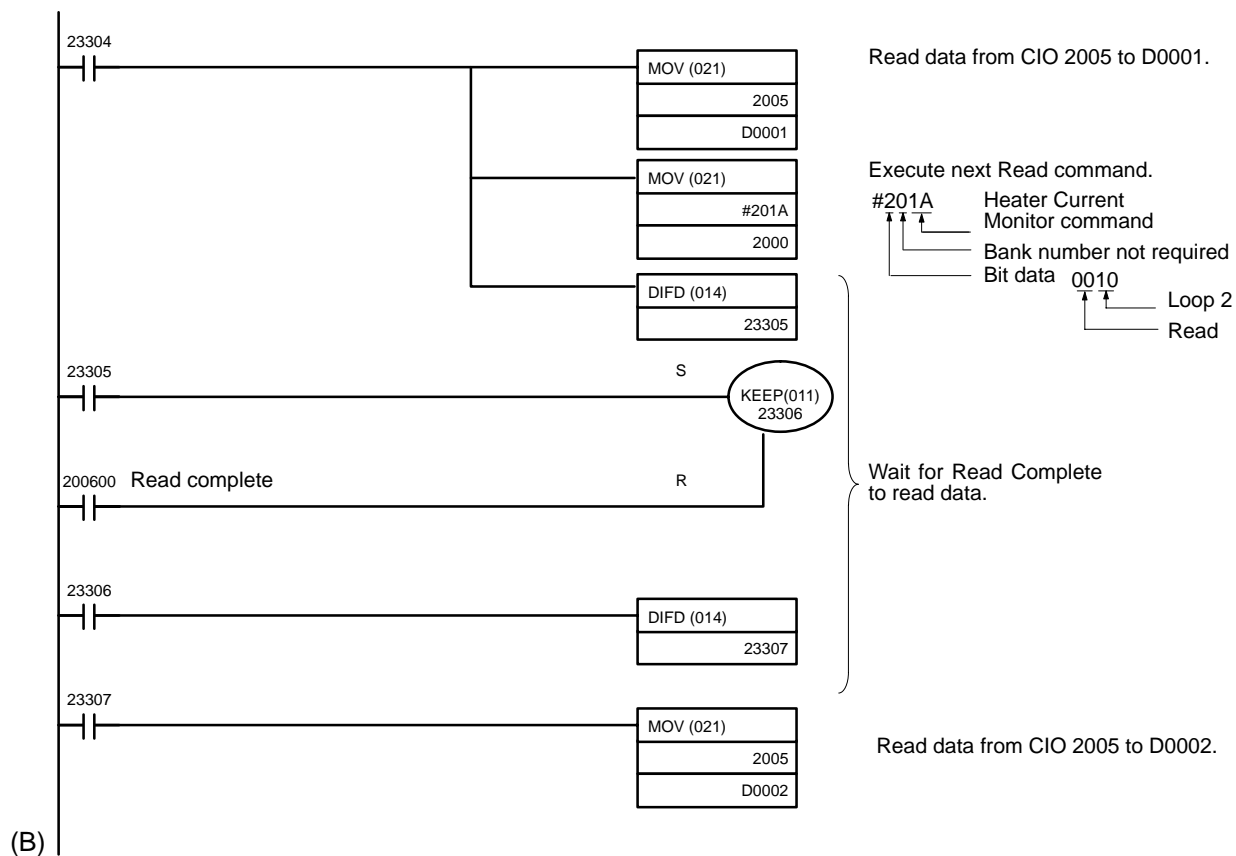 23304
MOV (021)
2005
D0001
Read data from CIO 2005 to D0001.
MOV (021)
#201A
2000
Execute next Read command.
#201A
Heater Current
Monitor command
Bank number not required
Bit data
0010
Loop 2
Read
DIFD (014)
23305
23305
S
KEEP(011)
23306
200600
Read complete
R
Wait for Read Complete
to read data.
23306
DIFD (014)
23307
23307
MOV (021)
2005
D0002
Read data from CIO 2005 to D0002.
(B)